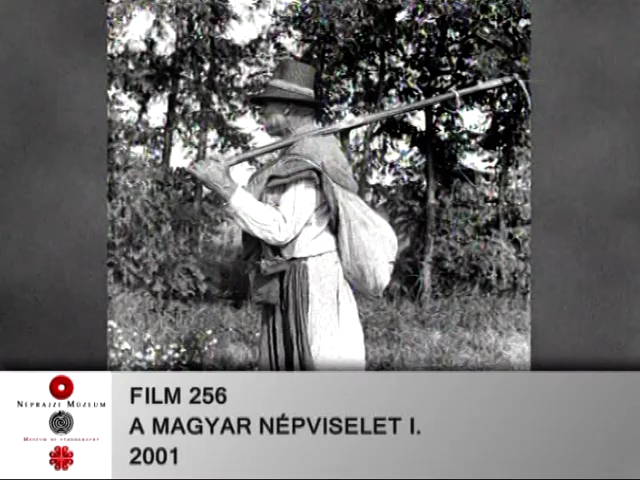 FILM 256
A MAGYAR NÉPVISELET I.
2001
NÉPRAJZI MÚZEUM
MUSEUM OF ETHNOGRAPHY